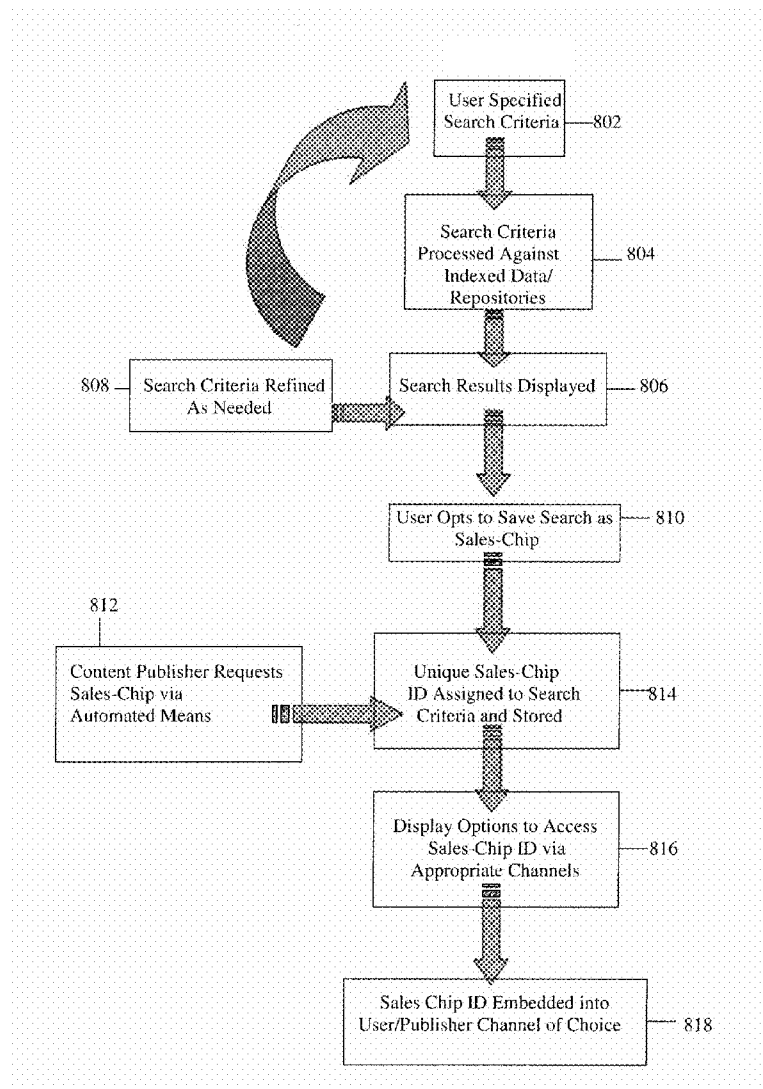 User Specified
Search Criteria
802
Search Criteria
Processed Against
Indexed Data/
Repositories
804
808
Search Criteria Refined
As Needed
Search Results Displayed
806
User Opts to Save Search as
Sales-Chip
810
812
Content Publisher Requests
Sales-Chip via
Automated Means
Unique Sales-Chip
ID Assigned to Search
Criteria and Stored
814
Display Options to Access
Sales-Chip ID via
Appropriate Channels
816
Sales Chip ID Embedded into
User/Publisher Channel of Choice
818